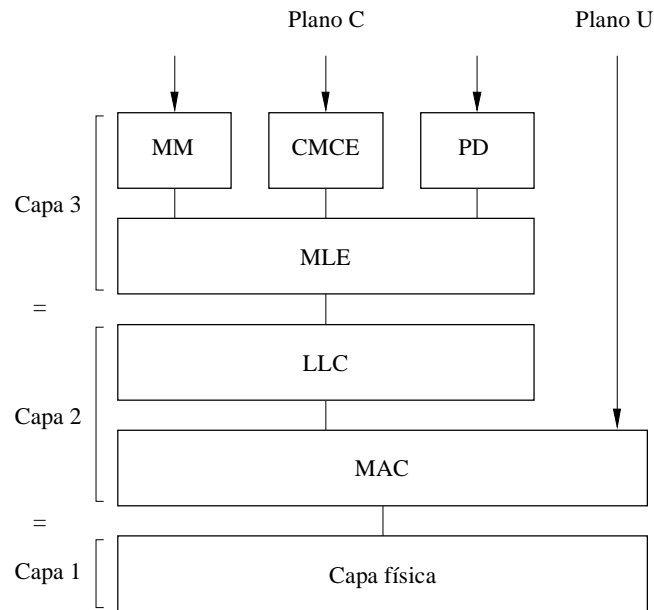 Plano C
Plano U
MM
CMCE
PD
Capa 3
MLE
=
LLC
Capa 2
MAC
=
Capa 1
Capa física